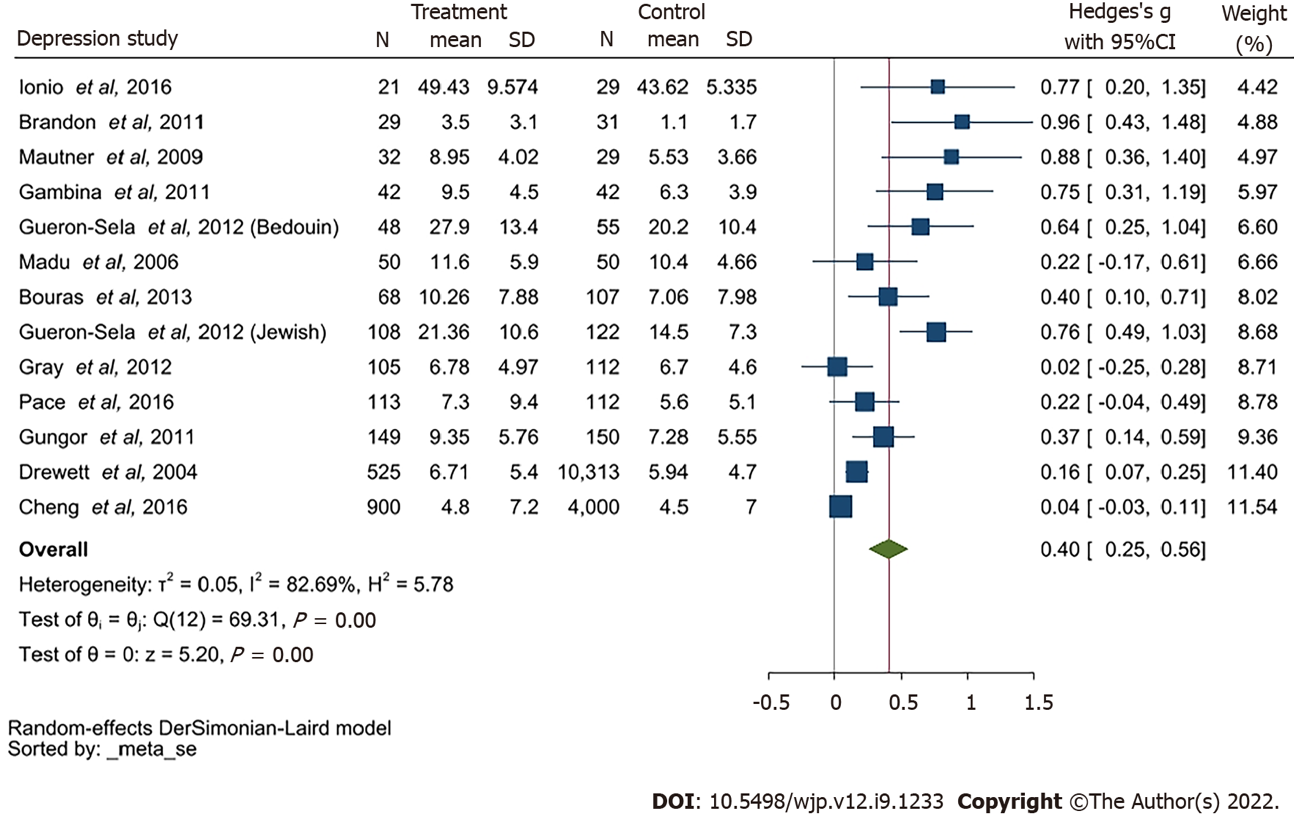 Treatment Control Hedges's g Weight
Depression study N mean SD N mean SD with 95%CI (%)
Ionio et al, 2016 21 49.43 9.574 29 43.62 5.335 0.77 [ 0.20, 1.35] 4.42
Brandon et al, 2011 29 3.5 3.1 31 1.1 1.7 0.96 [ 0.43, 1.48] 4.88
Mautner et al, 2009 32 8.95 4.02 29 5.53 3.66 0.88 [ 0.36, 1.40] 4.97
Gambina et al, 2011 42 9.5 4.5 42 6.3 3.9 0.75 [ 0.31, 1.19] 5.97
Gueron-Sela et al, 2012 (Bedouin) 48 27.9 13.4 55 20.2 10.4 0.64 [ 0.25, 1.04] 6.60
Madu et al, 2006 50 11.6 5.9 50 10.4 4.66 0.22 [ -0.17, 0.61] 6.66
Bouras et al, 2013 68 10.26 7.88 107 7.06 7.98 0.40 [ 0.10, 0.71] 8.02
Gueron-Sela et al, 2012 (Jewish) 108 21.36 10.6 122 14.5 7.3 0.76 [ 0.49, 1.03] 8.68
Gray et al, 2012 105 6.78 4.97 112 6.7 4.6 0.02 [ -0.25, 0.28] 8.71
Pace et al, 2016 113 7.3 9.4 112 5.6 5.1 0.22 [ -0.04, 0.49] 8.78
Gungor et al, 2011 149 9.35 5.76 150 7.28 5.55 0.37 [ 0.14, 0.59] 9.36
Drewett et al, 2004 525 6.71 5.4 10,313 5.94 4.7 0.16 [ 0.07, 0.25] 11.40
Cheng et al, 2016 900 4.8 7.2 4,000 4.5 7 0.04 [ -0.03, 0.11] 11.54
Overall 0.40 [ 0.25, 0.56]
Heterogeneity: τ² = 0.05, I² = 82.69%, H² = 5.78
Test of θᵢ = θⱼ: Q(12) = 69.31, P = 0.00
Test of θ = 0: z = 5.20, P = 0.00
-0.5 0 0.5 1 1.5
Random-effects DerSimonian-Laird model
Sorted by: _meta_se
DOI: 10.5498/wjp.v12.i9.1233 Copyright ©The Author(s) 2022.